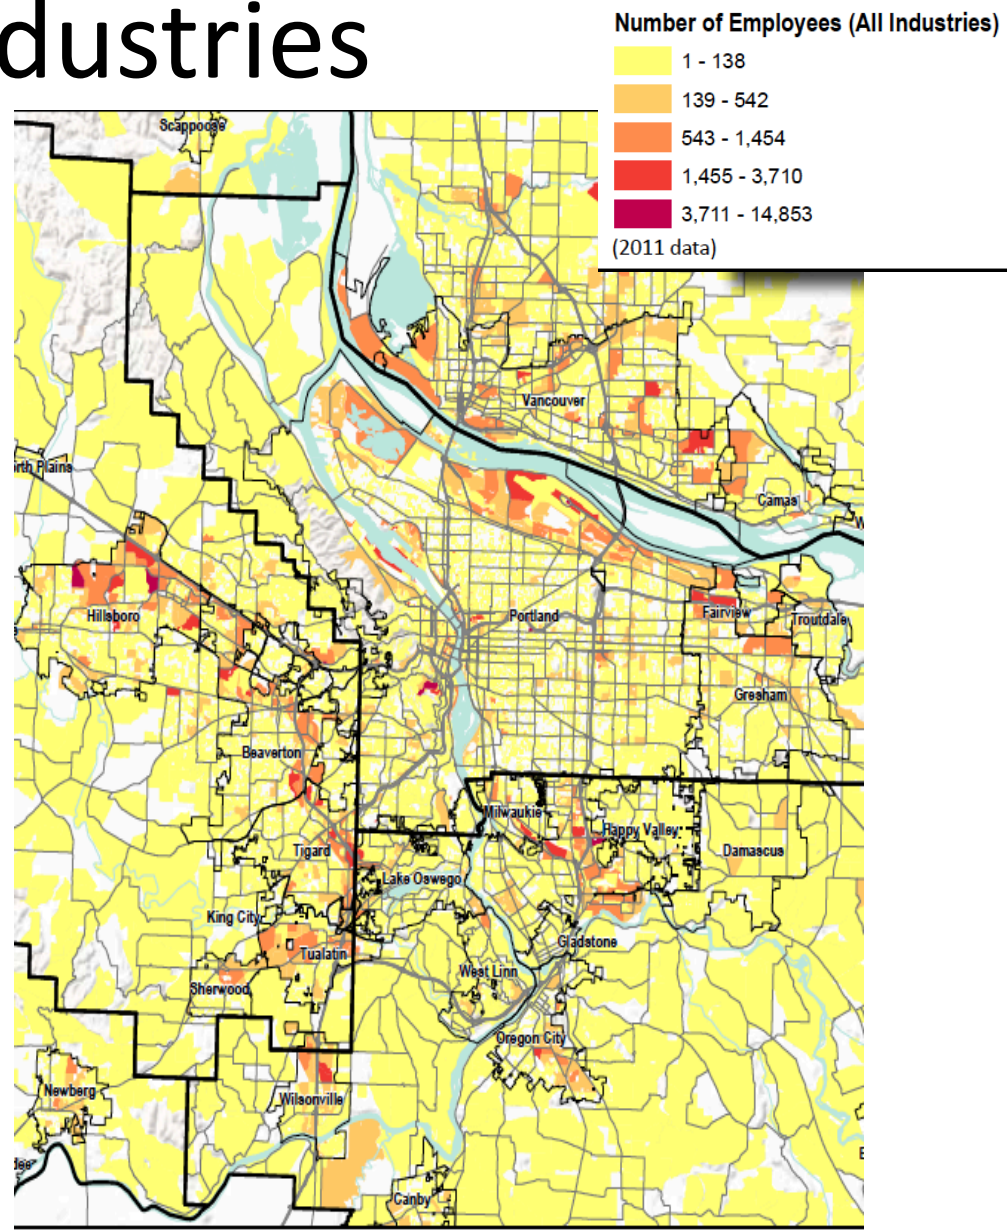 dustries
Number of Employees (All Industries)
1 - 138
139 - 542
543 - 1,454
1,455 - 3,710
3,711 - 14,853
(2011 data)
Scappoose
Vancouver
rth Plains
Camas
W
Hillsboro
Portland
Fairview
Troutdale
Gresham
Beaverton
Milwaukie
Happy Valley
Tigard
Damascus
Lake Oswego
King City
Gladstone
Tualatin
West Linn
Sherwood
Oregon City
Newberg
Wilsonville
E
Canby